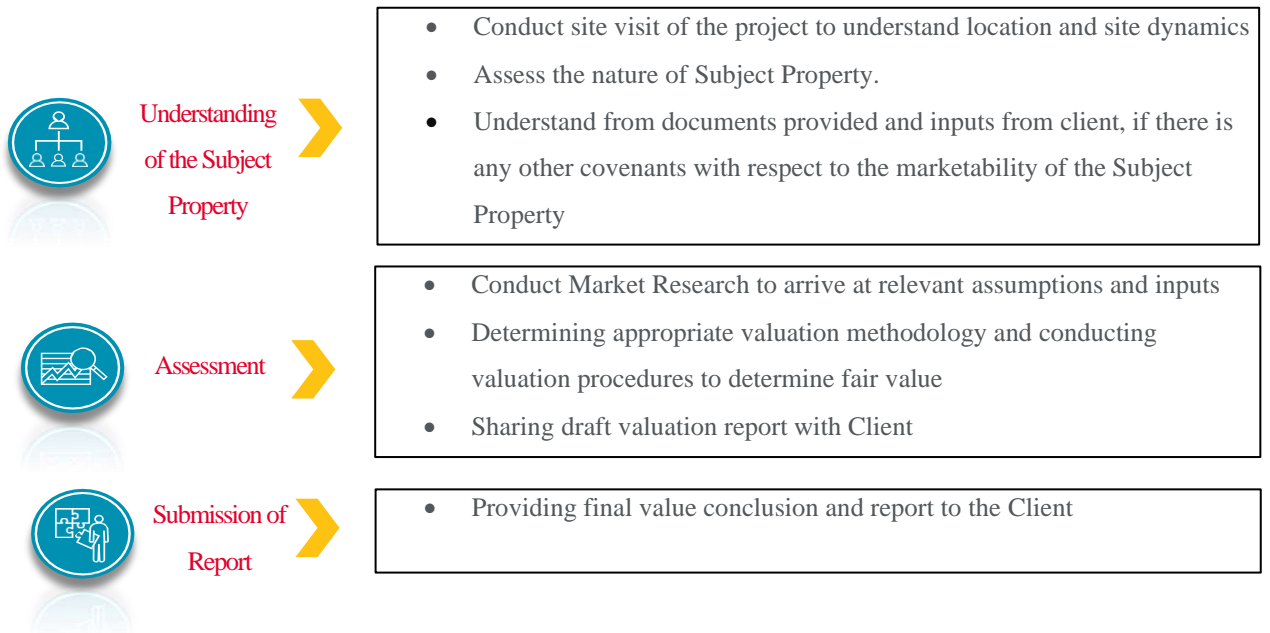 Understanding
of the Subject
Property
• Conduct site visit of the project to understand location and site dynamics
• Assess the nature of Subject Property.
• Understand from documents provided and inputs from client, if there is
any other covenants with respect to the marketability of the Subject
Property
Assessment
• Conduct Market Research to arrive at relevant assumptions and inputs
• Determining appropriate valuation methodology and conducting
valuation procedures to determine fair value
• Sharing draft valuation report with Client
Submission of
Report
• Providing final value conclusion and report to the Client